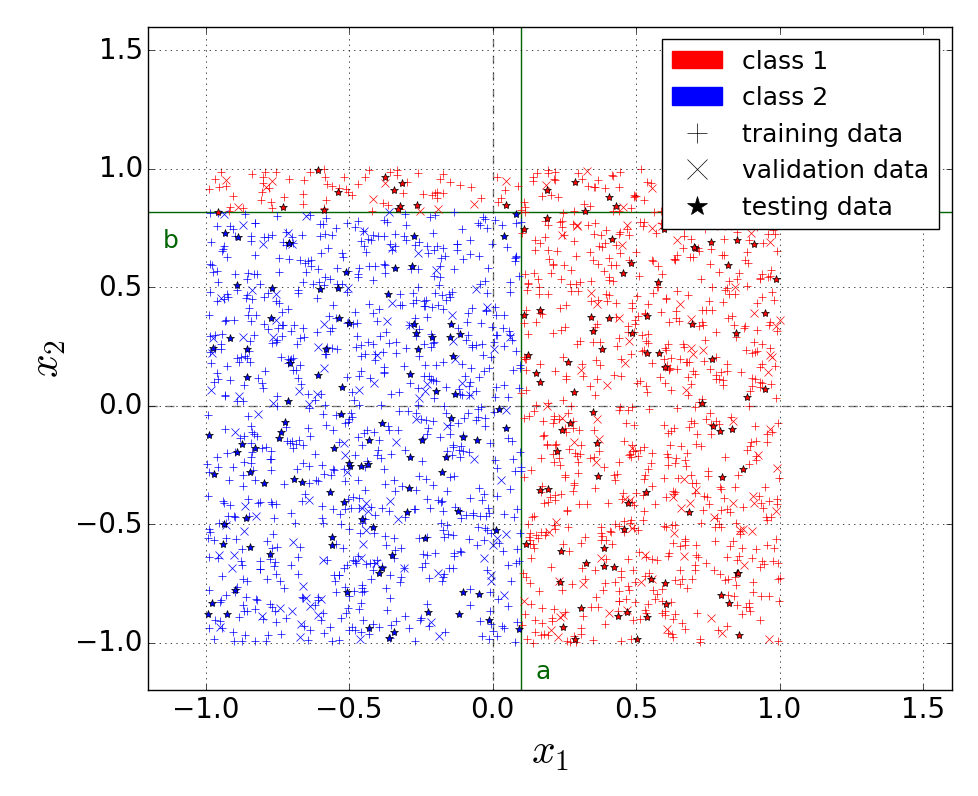 class 1
class 2
training data
validation data
testing data
1.5
1.0
0.5
0.0
−0.5
−1.0
b
a
x₂
−1.0 −0.5 0.0 0.5 1.0 1.5
x₁